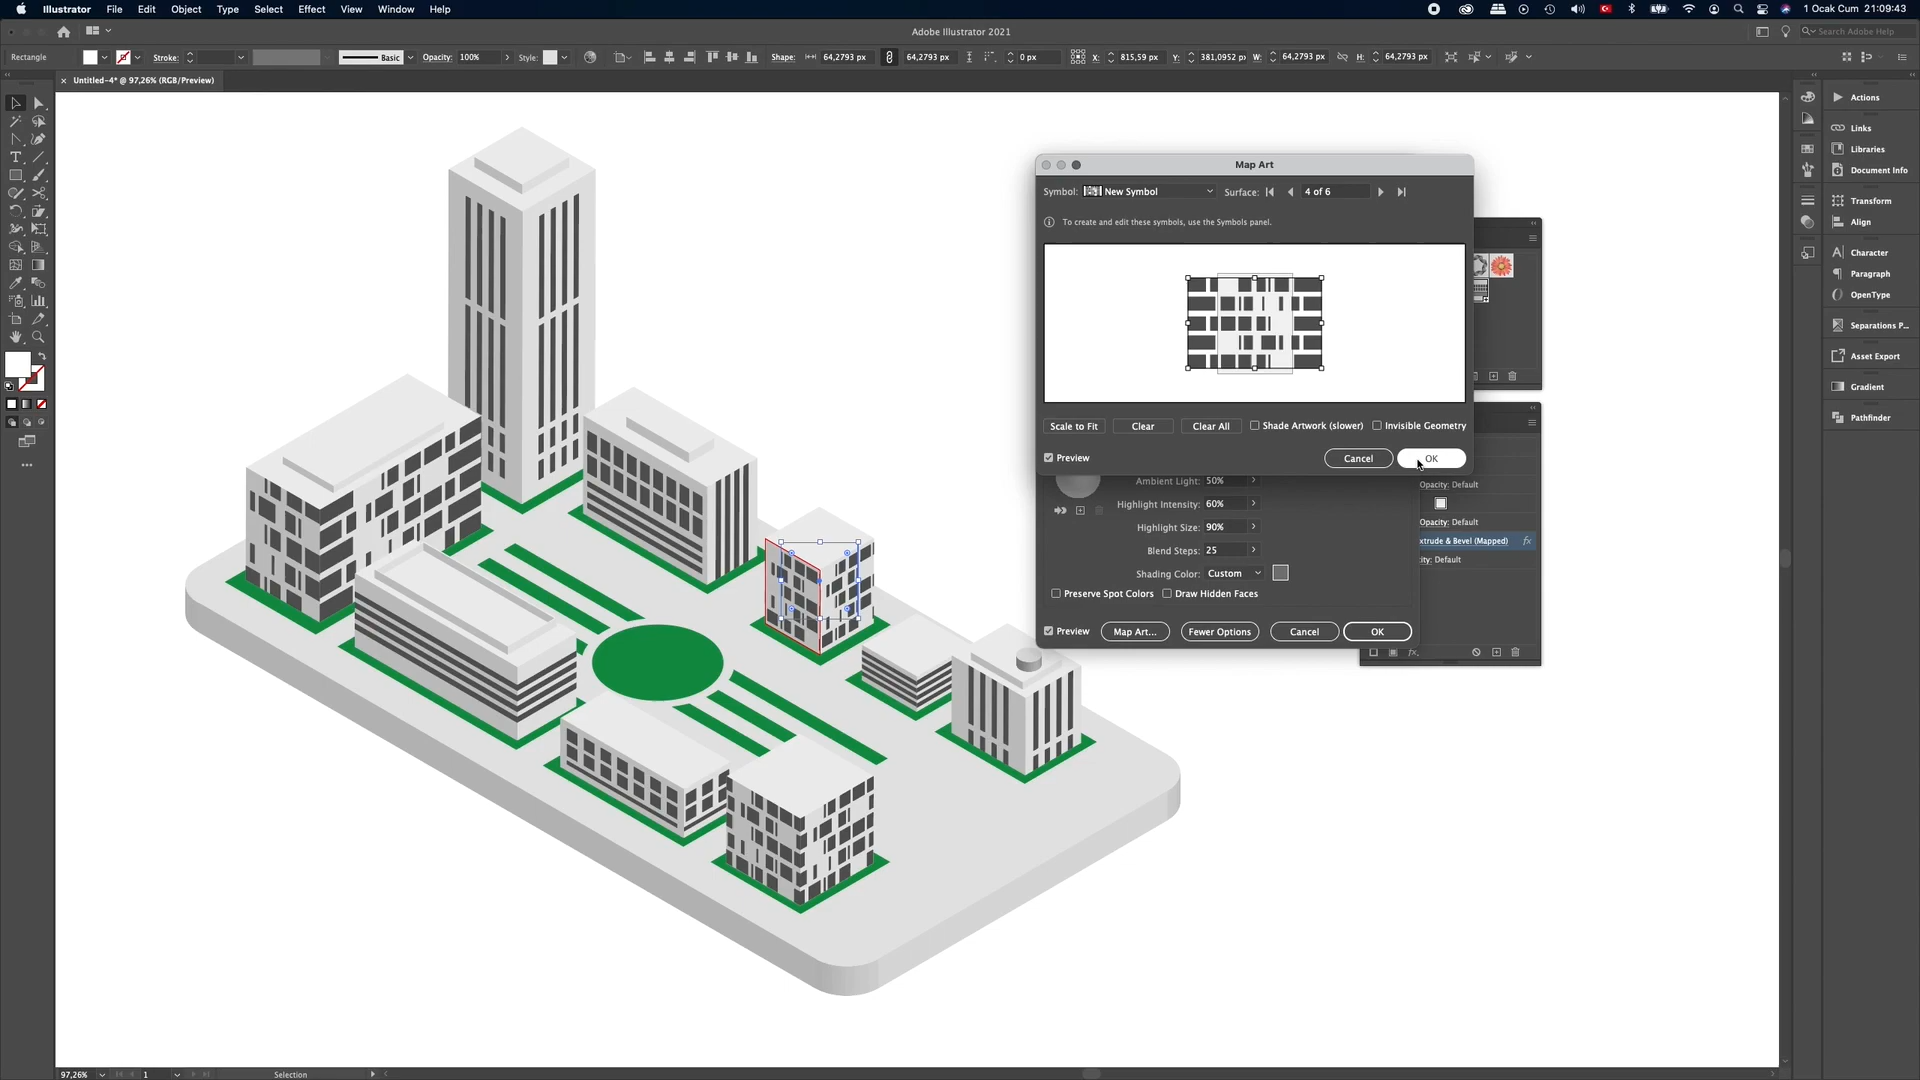 Illustrator File Edit Object Type Select Effect View Window Help
1 Ocak Cum 21:09:43
Adobe Illustrator 2021
Search Adobe Help
Rectangle
Stroke:
Basic
Opacity: 100%
Style:
Shape: 64,2793 px 64,2793 px 0 px X: 815,59 px Y: 381,0952 px W: 64,2793 px H: 64,2793 px
Untitled-4* @ 97,26% (RGB/Preview)
Map Art
Symbol: New Symbol Surface: 4 of 6
To create and edit these symbols, use the Symbols panel.
Scale to Fit Clear Clear All Shade Artwork (slower) Invisible Geometry
Preview Cancel OK
Ambient Light: 50%
Highlight Intensity: 60%
Highlight Size: 90%
Blend Steps: 25
Shading Color: Custom
Preserve Spot Colors Draw Hidden Faces
Preview Map Art... Fewer Options Cancel OK
Opacity: Default
Opacity: Default
xtrude & Bevel (Mapped) fx
ity: Default
fx.
Actions
Links
Libraries
Document Info
Transform
Align
Character
Paragraph
OpenType
Separations P...
Asset Export
Gradient
Pathfinder
97,26% 1 Selection